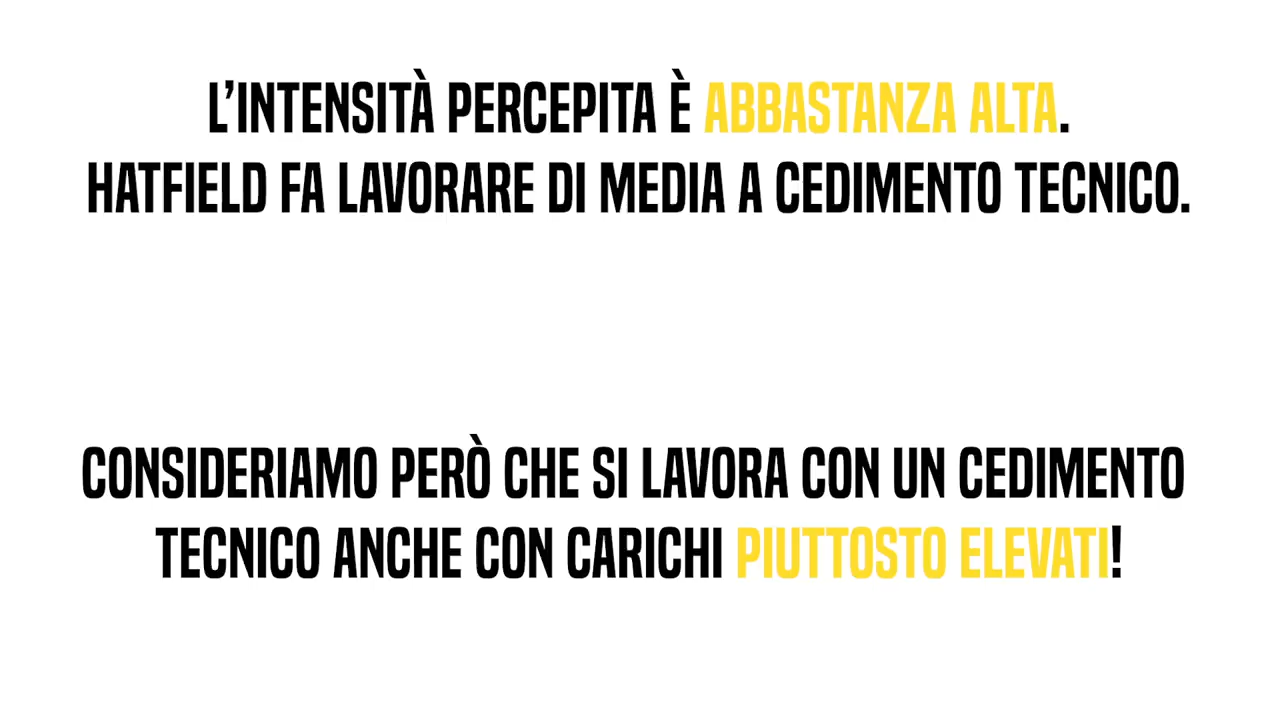 L'INTENSITÀ PERCEPITA È ABBASTANZA ALTA.
HATFIELD FA LAVORARE DI MEDIA A CEDIMENTO TECNICO.
CONSIDERIAMO PERÒ CHE SI LAVORA CON UN CEDIMENTO
TECNICO ANCHE CON CARICHI PIUTTOSTO ELEVATI!